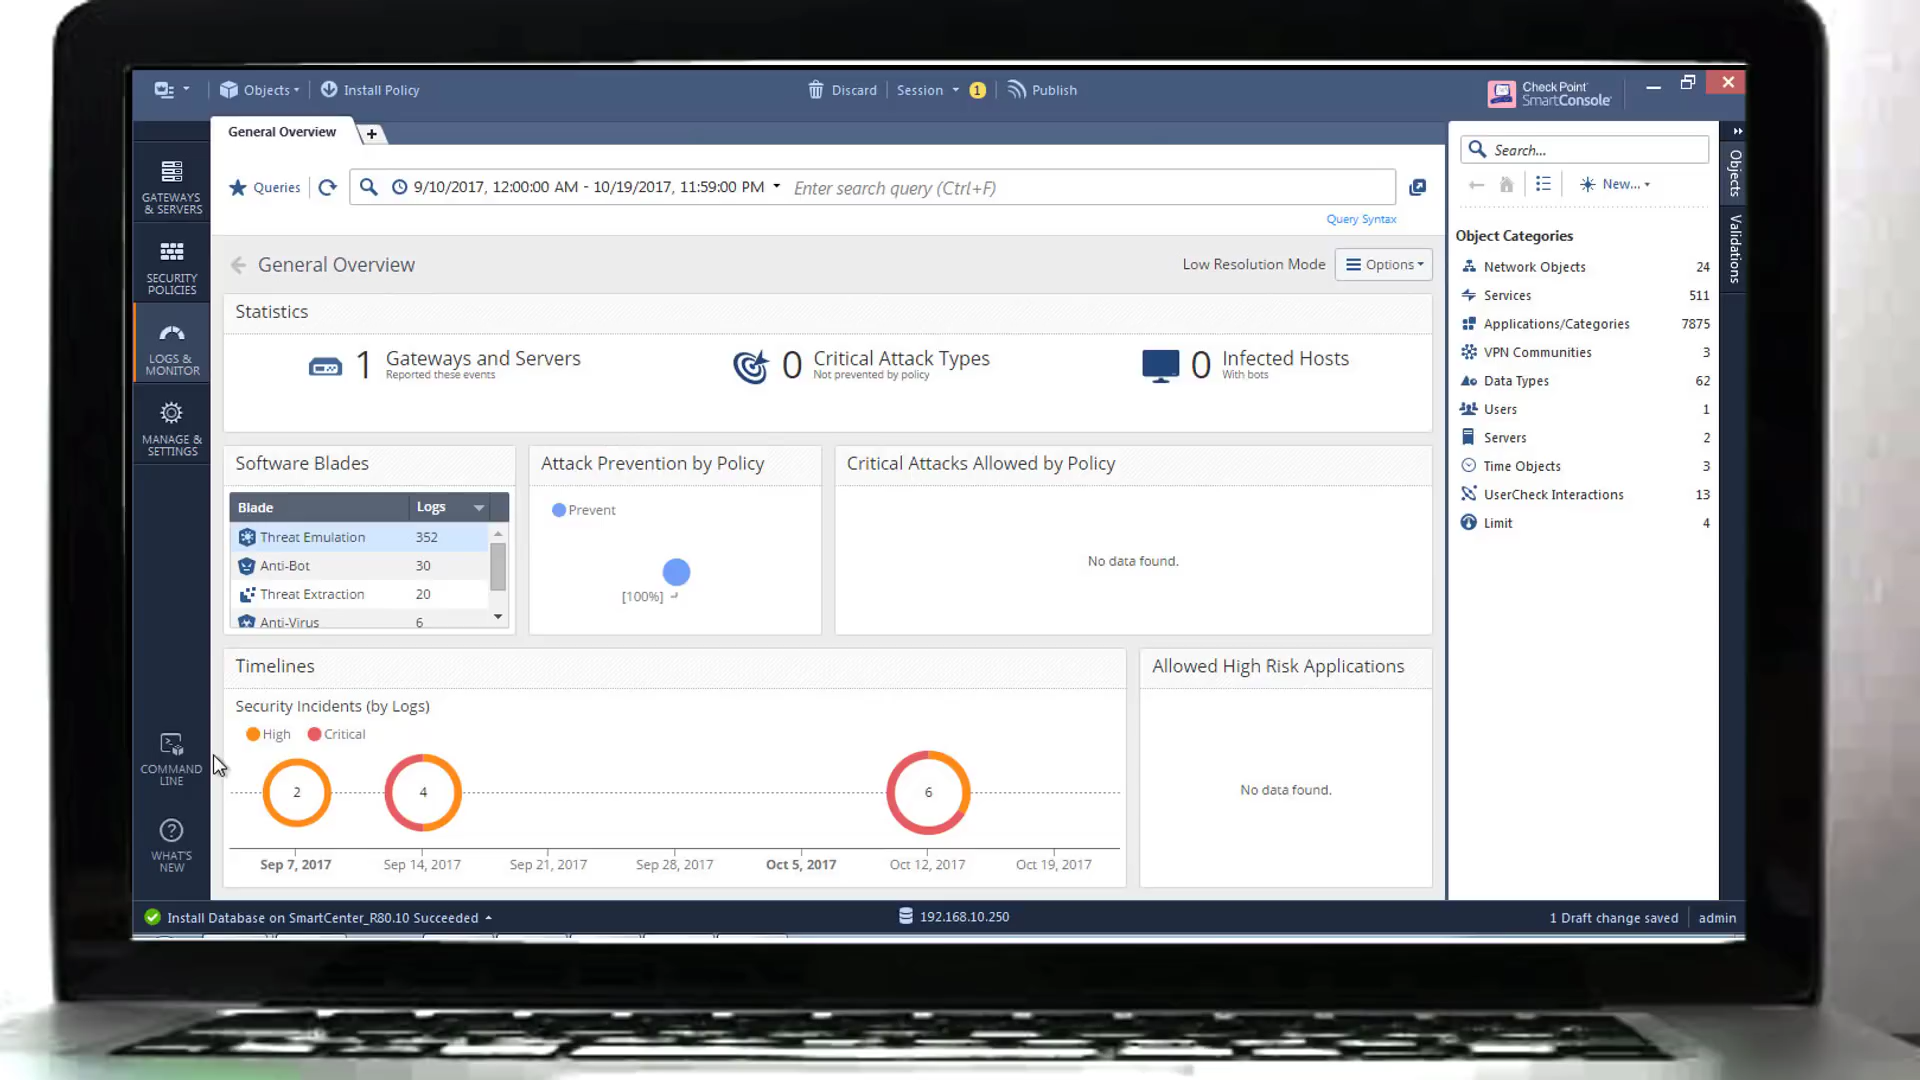 Objects
Install Policy
Discard
Session
1
Publish
Check Point
SmartConsole
General Overview
+
GATEWAYS
& SERVERS
SECURITY
POLICIES
LOGS &
MONITOR
MANAGE &
SETTINGS
COMMAND
LINE
WHAT'S
NEW
Queries
9/10/2017, 12:00:00 AM - 10/19/2017, 11:59:00 PM
Enter search query (Ctrl+F)
Query Syntax
General Overview
Low Resolution Mode
Options
Statistics
1 Gateways and Servers
Reported these events
0 Critical Attack Types
Not prevented by policy
0 Infected Hosts
With bots
Software Blades
Blade Logs
Threat Emulation 352
Anti-Bot 30
Threat Extraction 20
Anti-Virus 6
Attack Prevention by Policy
Prevent
[100%]
Critical Attacks Allowed by Policy
No data found.
Timelines
Security Incidents (by Logs)
High Critical
2 4 6
Sep 7, 2017 Sep 14, 2017 Sep 21, 2017 Sep 28, 2017 Oct 5, 2017 Oct 12, 2017 Oct 19, 2017
Allowed High Risk Applications
No data found.
Search...
New...
Object Categories
Network Objects 24
Services 511
Applications/Categories 7875
VPN Communities 3
Data Types 62
Users 1
Servers 2
Time Objects 3
UserCheck Interactions 13
Limit 4
Objects
Validations
Install Database on SmartCenter_R80.10 Succeeded
192.168.10.250
1 Draft change saved
admin